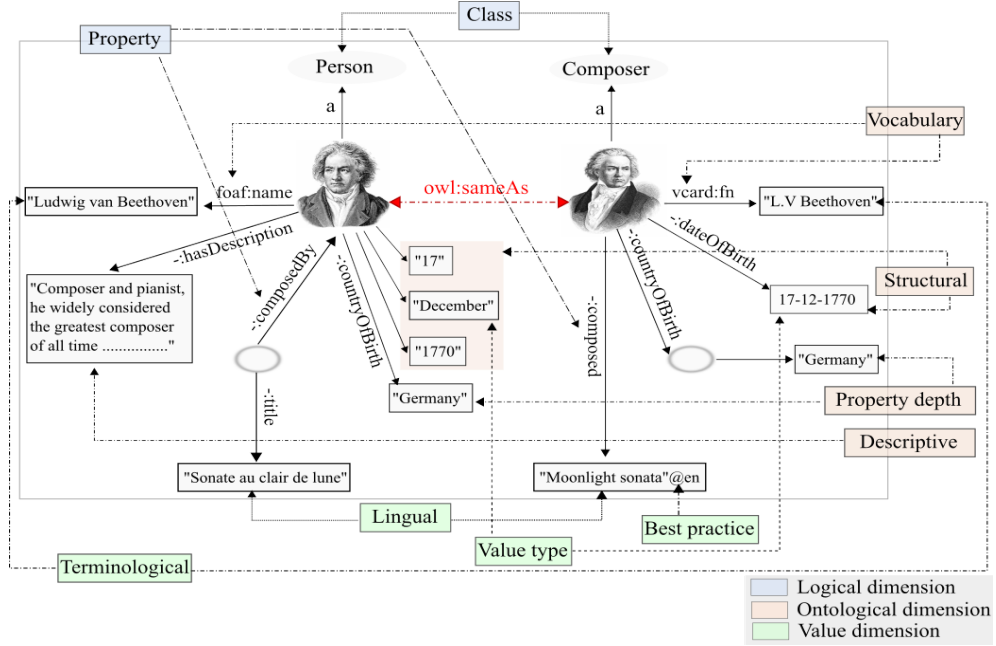 Class
Property
Person
Composer
a
a
Vocabulary
foaf:name
owl:sameAs
vcard:fn
"Ludwig van Beethoven"
"L.V Beethoven"
-:hasDescription
-:composedBy
-:countryOfBirth
-:dateOfBirth
-:countryOfBirth
-:composed
"17"
"December"
"1770"
Structural
17-12-1770
"Composer and pianist,
he widely considered
the greatest composer
of all time ................"
"Germany"
"Germany"
Property depth
-:title
Descriptive
"Sonate au clair de lune"
"Moonlight sonata"@en
Lingual
Best practice
Value type
Terminological
Logical dimension
Ontological dimension
Value dimension